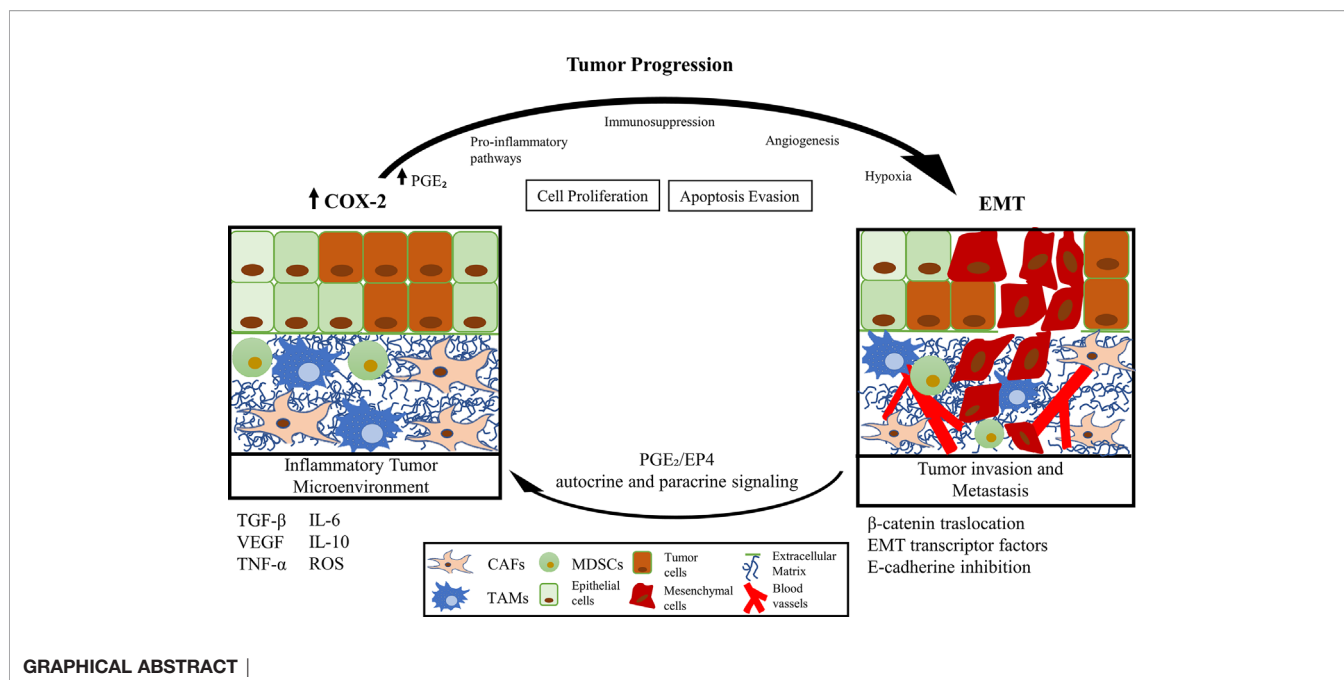 Tumor Progression
Immunosuppression
Pro-inflammatory
pathways
Angiogenesis
PGE₂
Hypoxia
Cell Proliferation
Apoptosis Evasion
COX-2
EMT
Inflammatory Tumor
Microenvironment
PGE₂/EP4
autocrine and paracrine signaling
Tumor invasion and
Metastasis
TGF-β IL-6
VEGF IL-10
TNF-α ROS
β-catenin traslocation
EMT transcriptor factors
E-cadherine inhibition
CAFs
MDSCs
Tumor
cells
Extracellular
Matrix
TAMs
Epithelial
cells
Mesenchymal
cells
Blood
vassels
GRAPHICAL ABSTRACT |